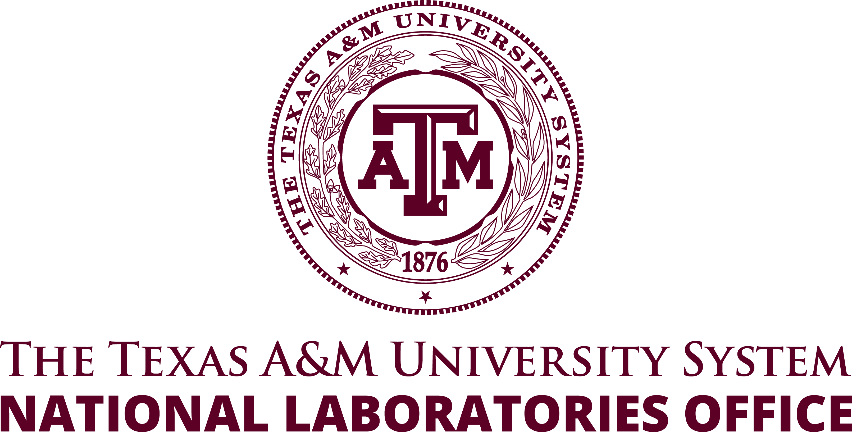 THE TEXAS A&M UNIVERSITY SYSTEM
ATM
1876
THE TEXAS A&M UNIVERSITY SYSTEM
NATIONAL LABORATORIES OFFICE